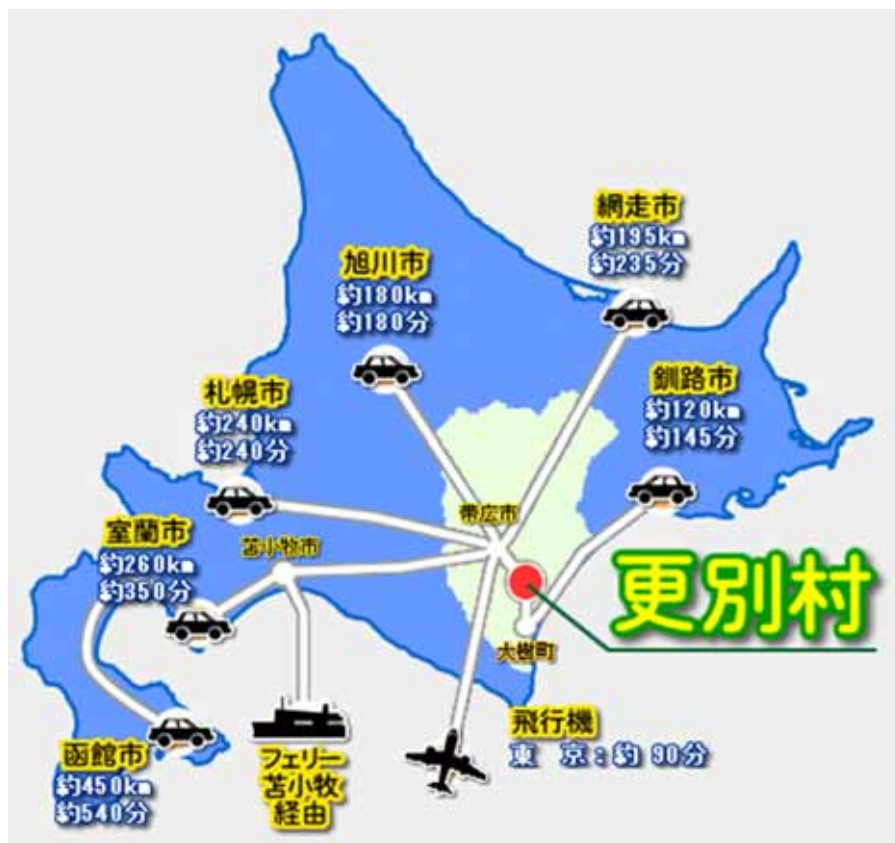 網走市
約195km
約235分
旭川市
約180km
約180分
釧路市
約120km
約145分
札幌市
約240km
約240分
帯広市
室蘭市
約260km
約350分
苫小牧市
更別村
大樹町
飛行機
東 京:約 90分
函館市
約450km
約540分
フェリー
苫小牧
経由